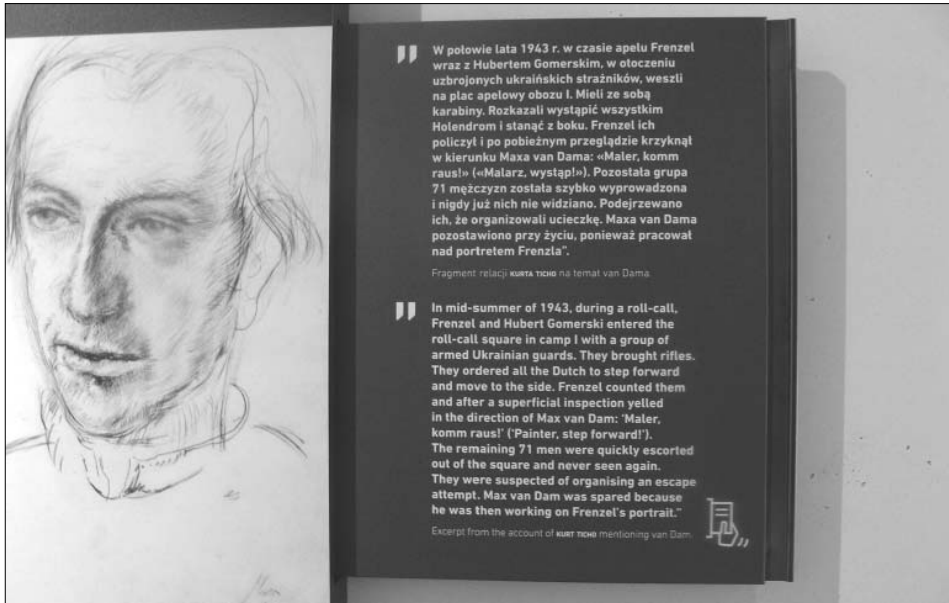 W połowie lata 1943 r. w czasie apelu Frenzel
wraz z Hubertem Gomerskim, w otoczeniu
uzbrojonych ukraińskich strażników, weszli
na plac apelowy obozu I. Mieli ze sobą
karabiny. Rozkazali wystąpić wszystkim
Holendrom i stanąć z boku. Frenzel ich
policzył i po pobieżnym przeglądzie krzyknął
w kierunku Maxa van Dama: «Maler, komm
raus!» («Malarz, wystąp!»). Pozostała grupa
71 mężczyzn została szybko wyprowadzona
i nigdy już nich nie widziano. Podejrzewano
ich, że organizowali ucieczkę. Maxa van Dama
pozostawiono przy życiu, ponieważ pracował
nad portretem Frenzla”.
Fragment relacji KURTA TICHO na temat van Dama.
In mid-summer of 1943, during a roll-call,
Frenzel and Hubert Gomerski entered the
roll-call square in camp I with a group of
armed Ukrainian guards. They brought rifles.
They ordered all the Dutch to step forward
and move to the side. Frenzel counted them
and after a superficial inspection yelled
in the direction of Max van Dam: ‘Maler,
komm raus!’ (‘Painter, step forward!’).
The remaining 71 men were quickly escorted
out of the square and never seen again.
They were suspected of organising an escape
attempt. Max van Dam was spared because
he was then working on Frenzel's portrait.”
Excerpt from the account of KURT TICHO mentioning van Dam.